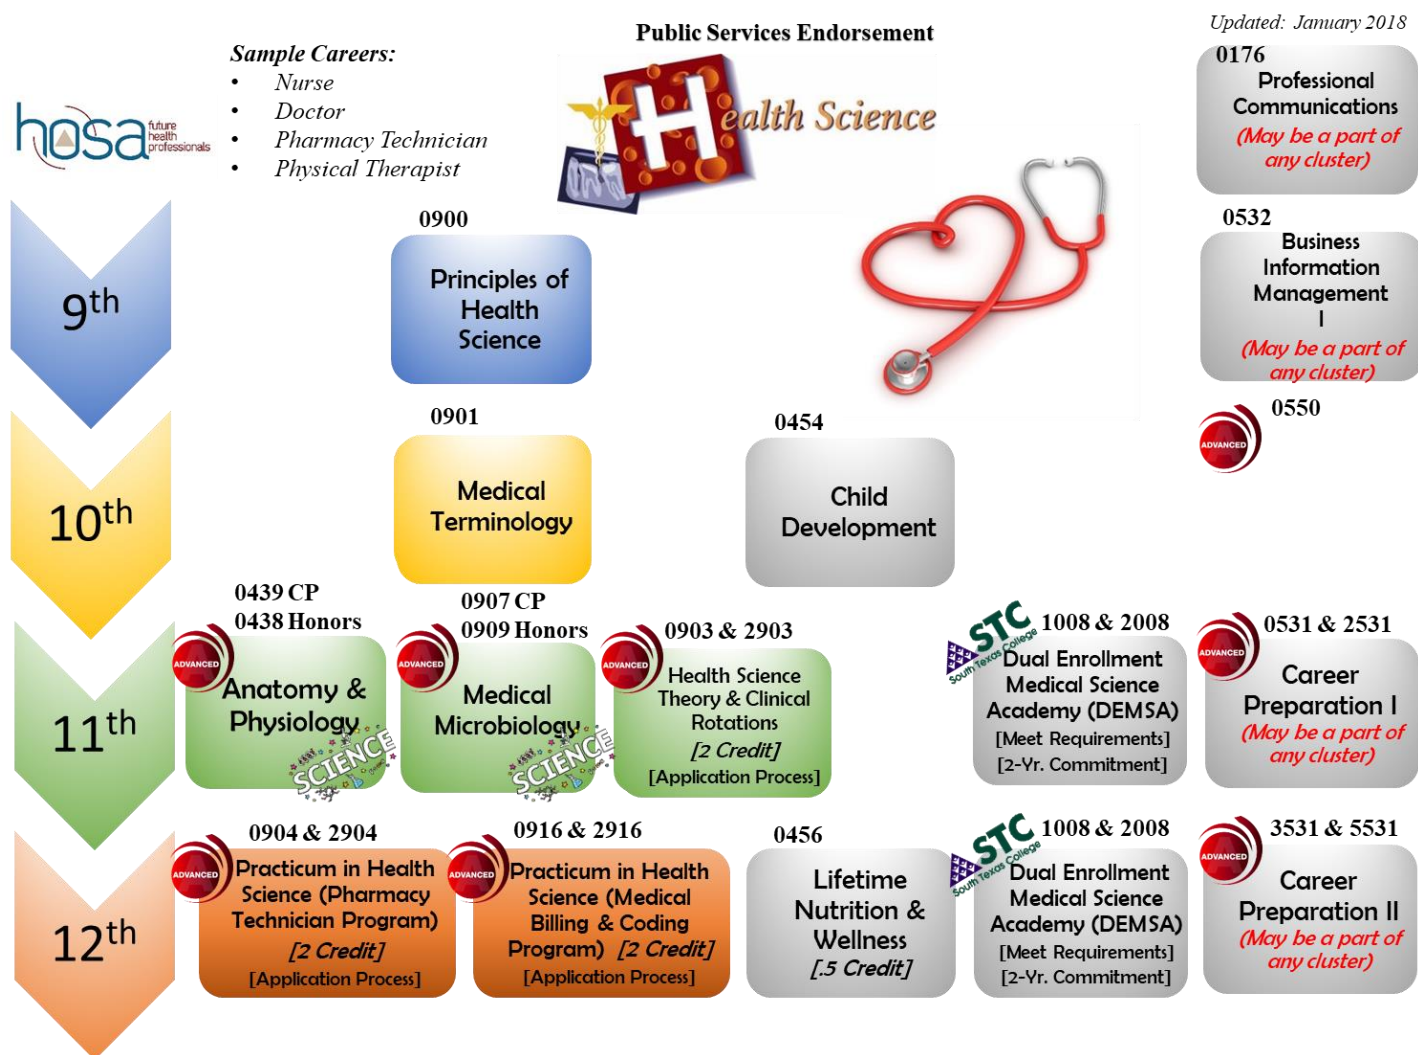 Updated: January 2018
Public Services Endorsement
Sample Careers:
• Nurse
• Doctor
• Pharmacy Technician
• Physical Therapist
hosa future
health
professionals
Health Science
0176
Professional
Communications
(May be a part of
any cluster)
0900
0532
9th
Principles of
Health
Science
Business
Information
Management
I
(May be a part of
any cluster)
0901
0454
ADVANCED
0550
10th
Medical
Terminology
Child
Development
0439 CP
0438 Honors
0907 CP
0909 Honors
0903 & 2903
1008 & 2008
0531 & 2531
11th
ADVANCED
Anatomy &
Physiology
SCIENCE
ADVANCED
Medical
Microbiology
SCIENCE
ADVANCED
Health Science
Theory & Clinical
Rotations
[2 Credit]
[Application Process]
STC
South Texas College
Dual Enrollment
Medical Science
Academy (DEMSA)
[Meet Requirements]
[2-Yr. Commitment]
ADVANCED
Career
Preparation I
(May be a part of
any cluster)
0904 & 2904
0916 & 2916
0456
1008 & 2008
3531 & 5531
12th
ADVANCED
Practicum in Health
Science (Pharmacy
Technician Program)
[2 Credit]
[Application Process]
ADVANCED
Practicum in Health
Science (Medical
Billing & Coding
Program) [2 Credit]
[Application Process]
Lifetime
Nutrition &
Wellness
[.5 Credit]
STC
South Texas College
Dual Enrollment
Medical Science
Academy (DEMSA)
[Meet Requirements]
[2-Yr. Commitment]
ADVANCED
Career
Preparation II
(May be a part of
any cluster)